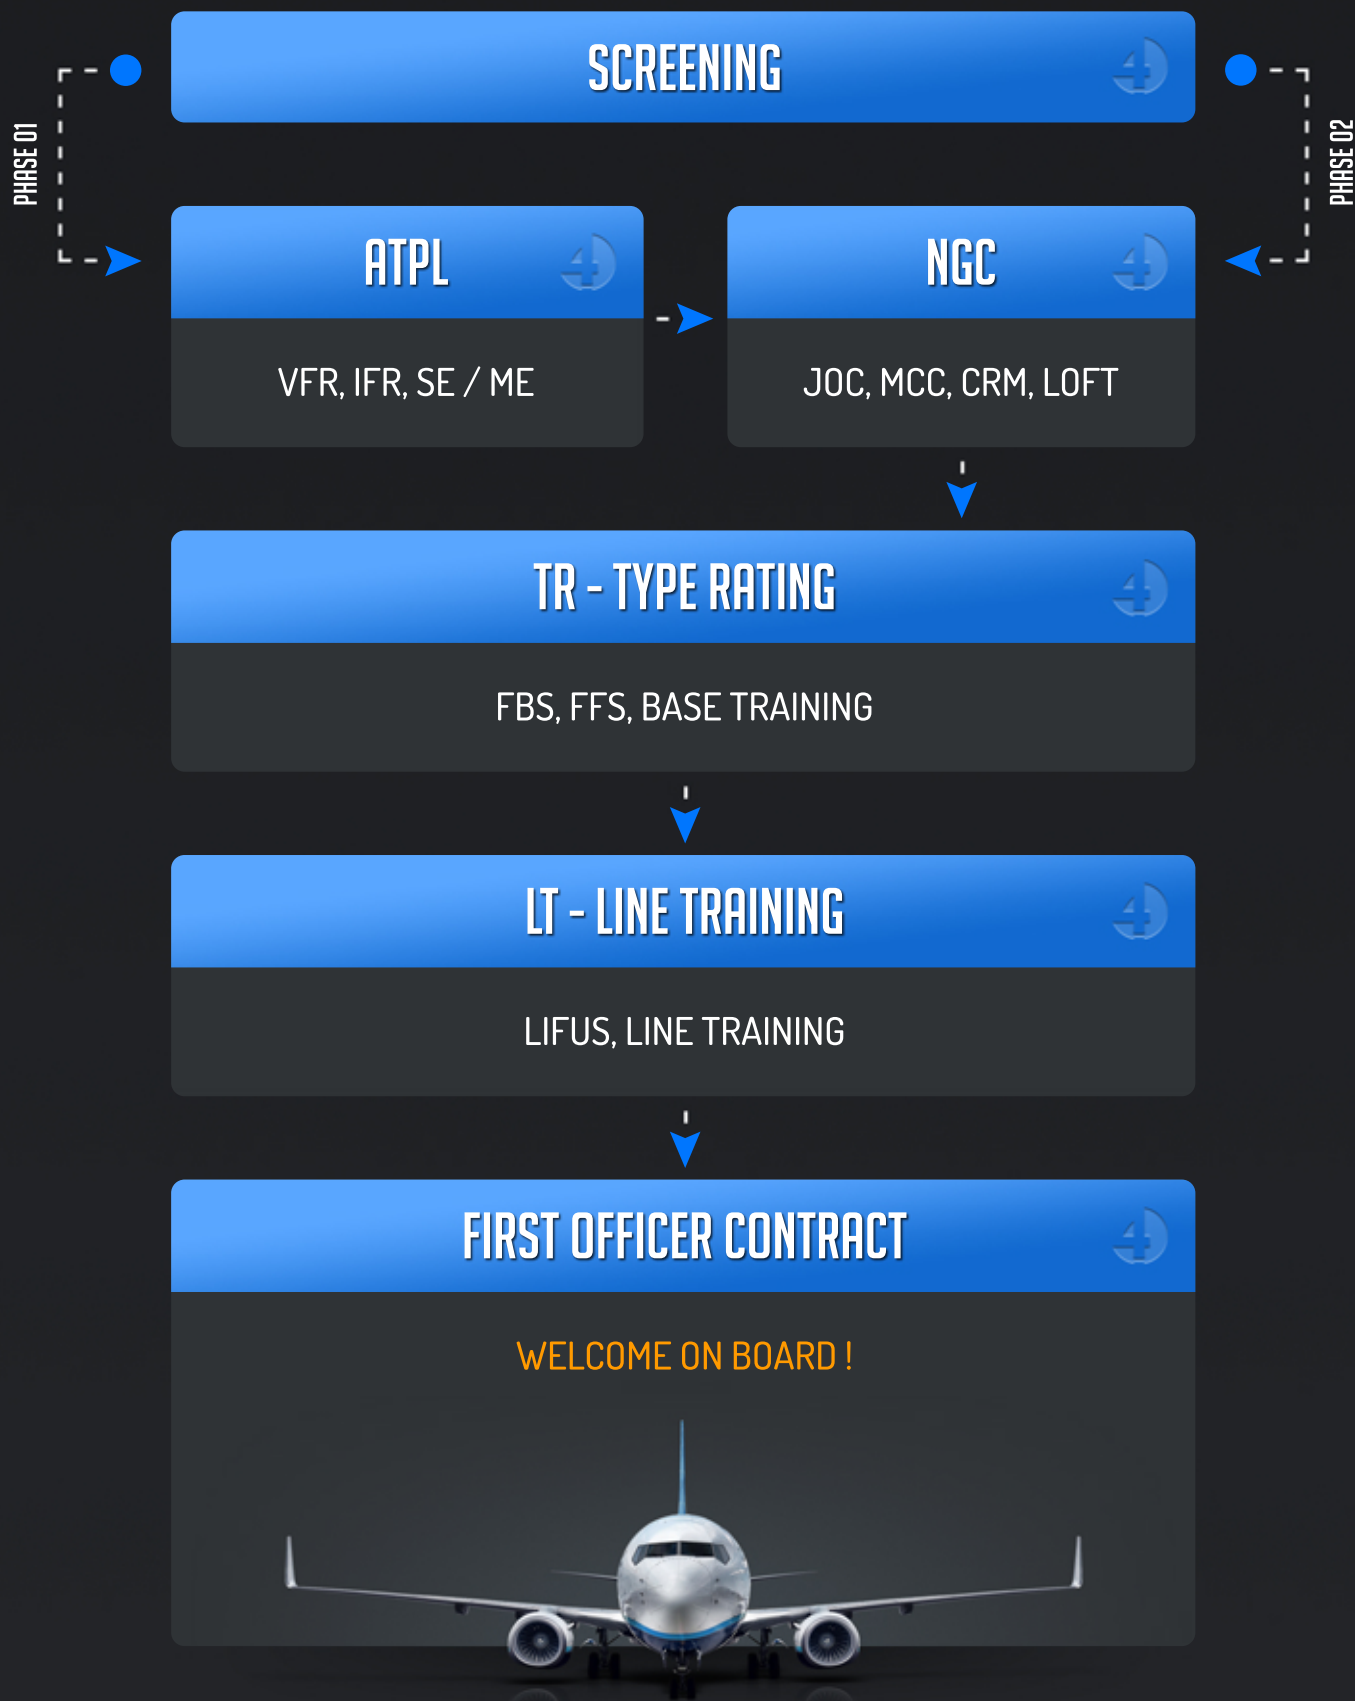 SCREENING
PHASE 01
PHASE 02
ATPL
VFR, IFR, SE / ME
NGC
JOC, MCC, CRM, LOFT
TR - TYPE RATING
FBS, FFS, BASE TRAINING
LT - LINE TRAINING
LIFUS, LINE TRAINING
FIRST OFFICER CONTRACT
WELCOME ON BOARD !